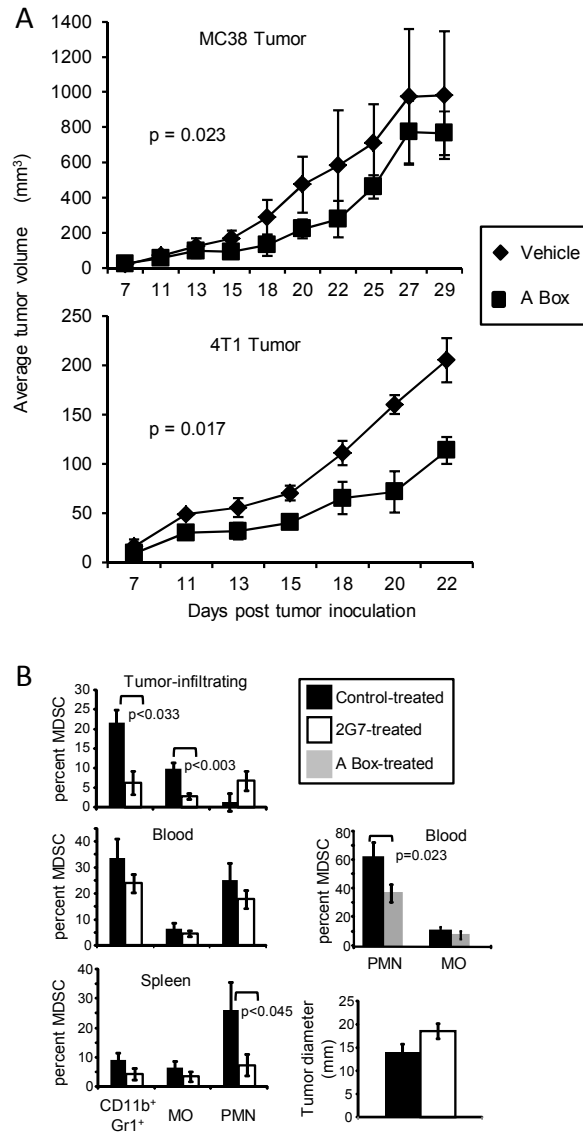 A
MC38 Tumor
1400
1200
1000
800
600
400
200
0
p = 0.023
7 11 13 15 18 20 22 25 27 29
Average tumor volume (mm³)
Vehicle
A Box
4T1 Tumor
250
200
150
100
50
0
p = 0.017
7 11 13 15 18 20 22
Days post tumor inoculation
B
Tumor-infiltrating
percent MDSC
30
25
20
15
10
5
0
p<0.033
p<0.003
Control-treated
2G7-treated
A Box-treated
Blood
percent MDSC
40
30
20
10
0
Blood
percent MDSC
80
60
40
20
0
p=0.023
PMN MO
Spleen
percent MDSC
40
30
20
10
0
p<0.045
CD11b⁺
Gr1⁺
MO PMN
Tumor diameter
(mm)
25
20
15
10
5
0